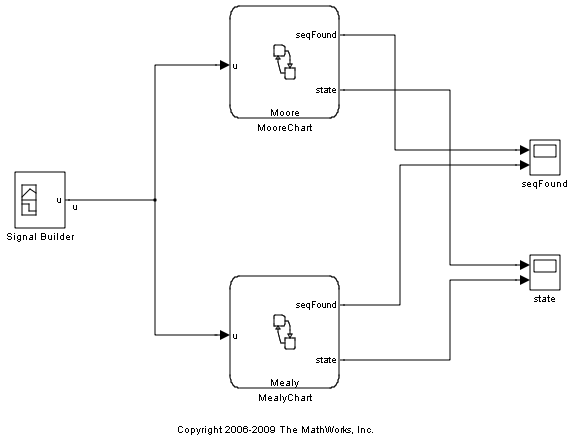 seqFound
u
state
Moore
MooreChart
seqFound
u
u
Signal Builder
state
seqFound
u
state
Mealy
MealyChart
Copyright 2006-2009 The MathWorks, Inc.